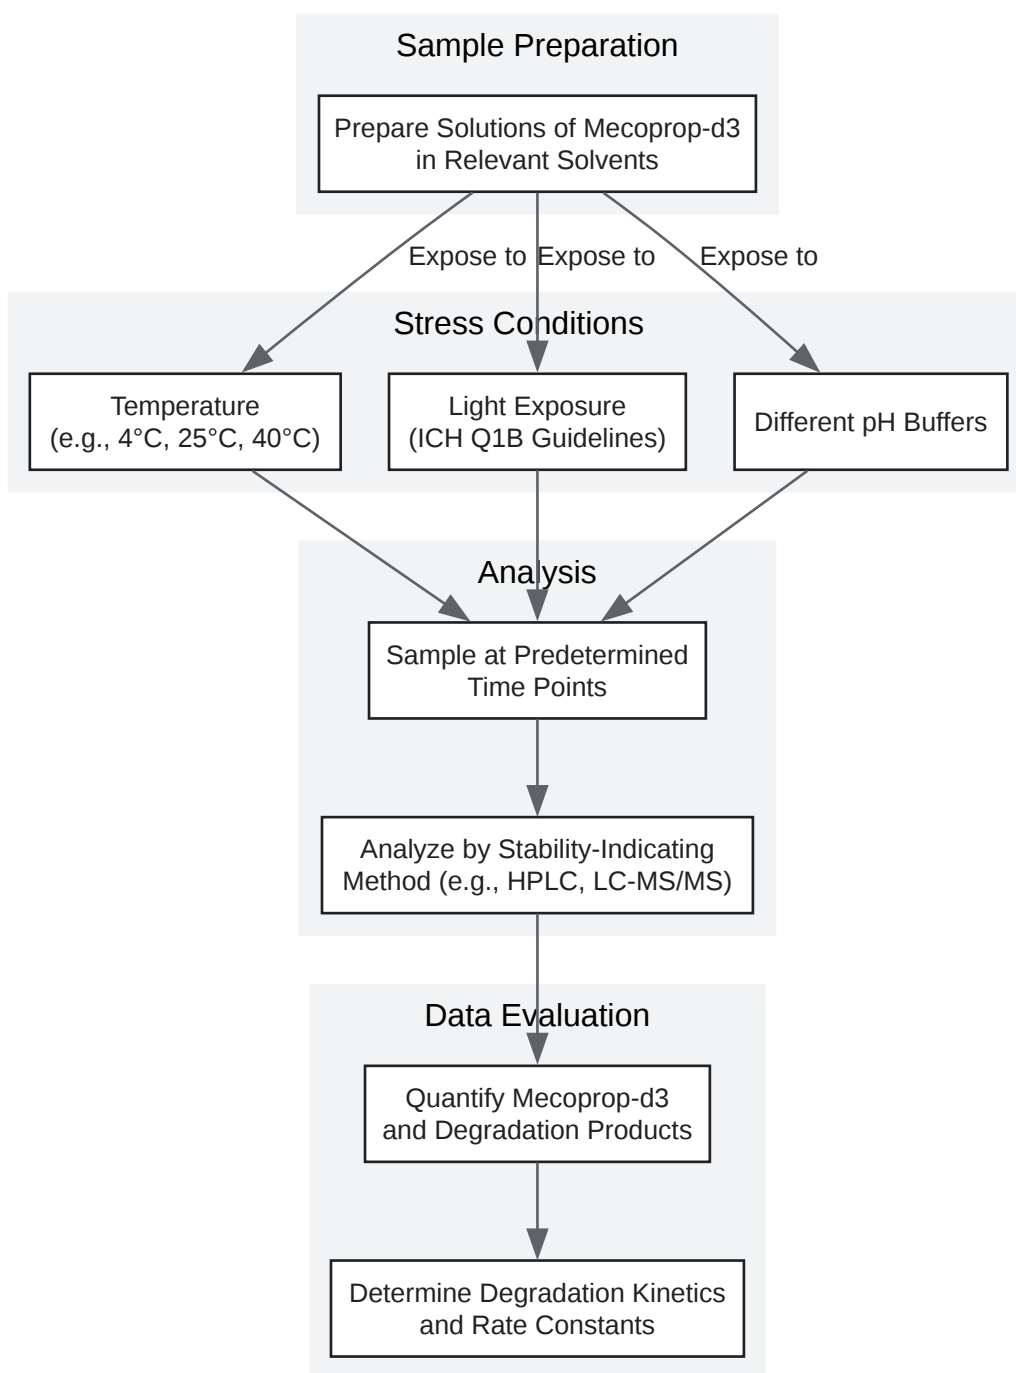 Sample Preparation
Prepare Solutions of Mecoprop-d3
in Relevant Solvents
Expose to
Expose to
Expose to
Stress Conditions
Temperature
(e.g., 4°C, 25°C, 40°C)
Light Exposure
(ICH Q1B Guidelines)
Different pH Buffers
Analysis
Sample at Predetermined
Time Points
Analyze by Stability-Indicating
Method (e.g., HPLC, LC-MS/MS)
Data Evaluation
Quantify Mecoprop-d3
and Degradation Products
Determine Degradation Kinetics
and Rate Constants